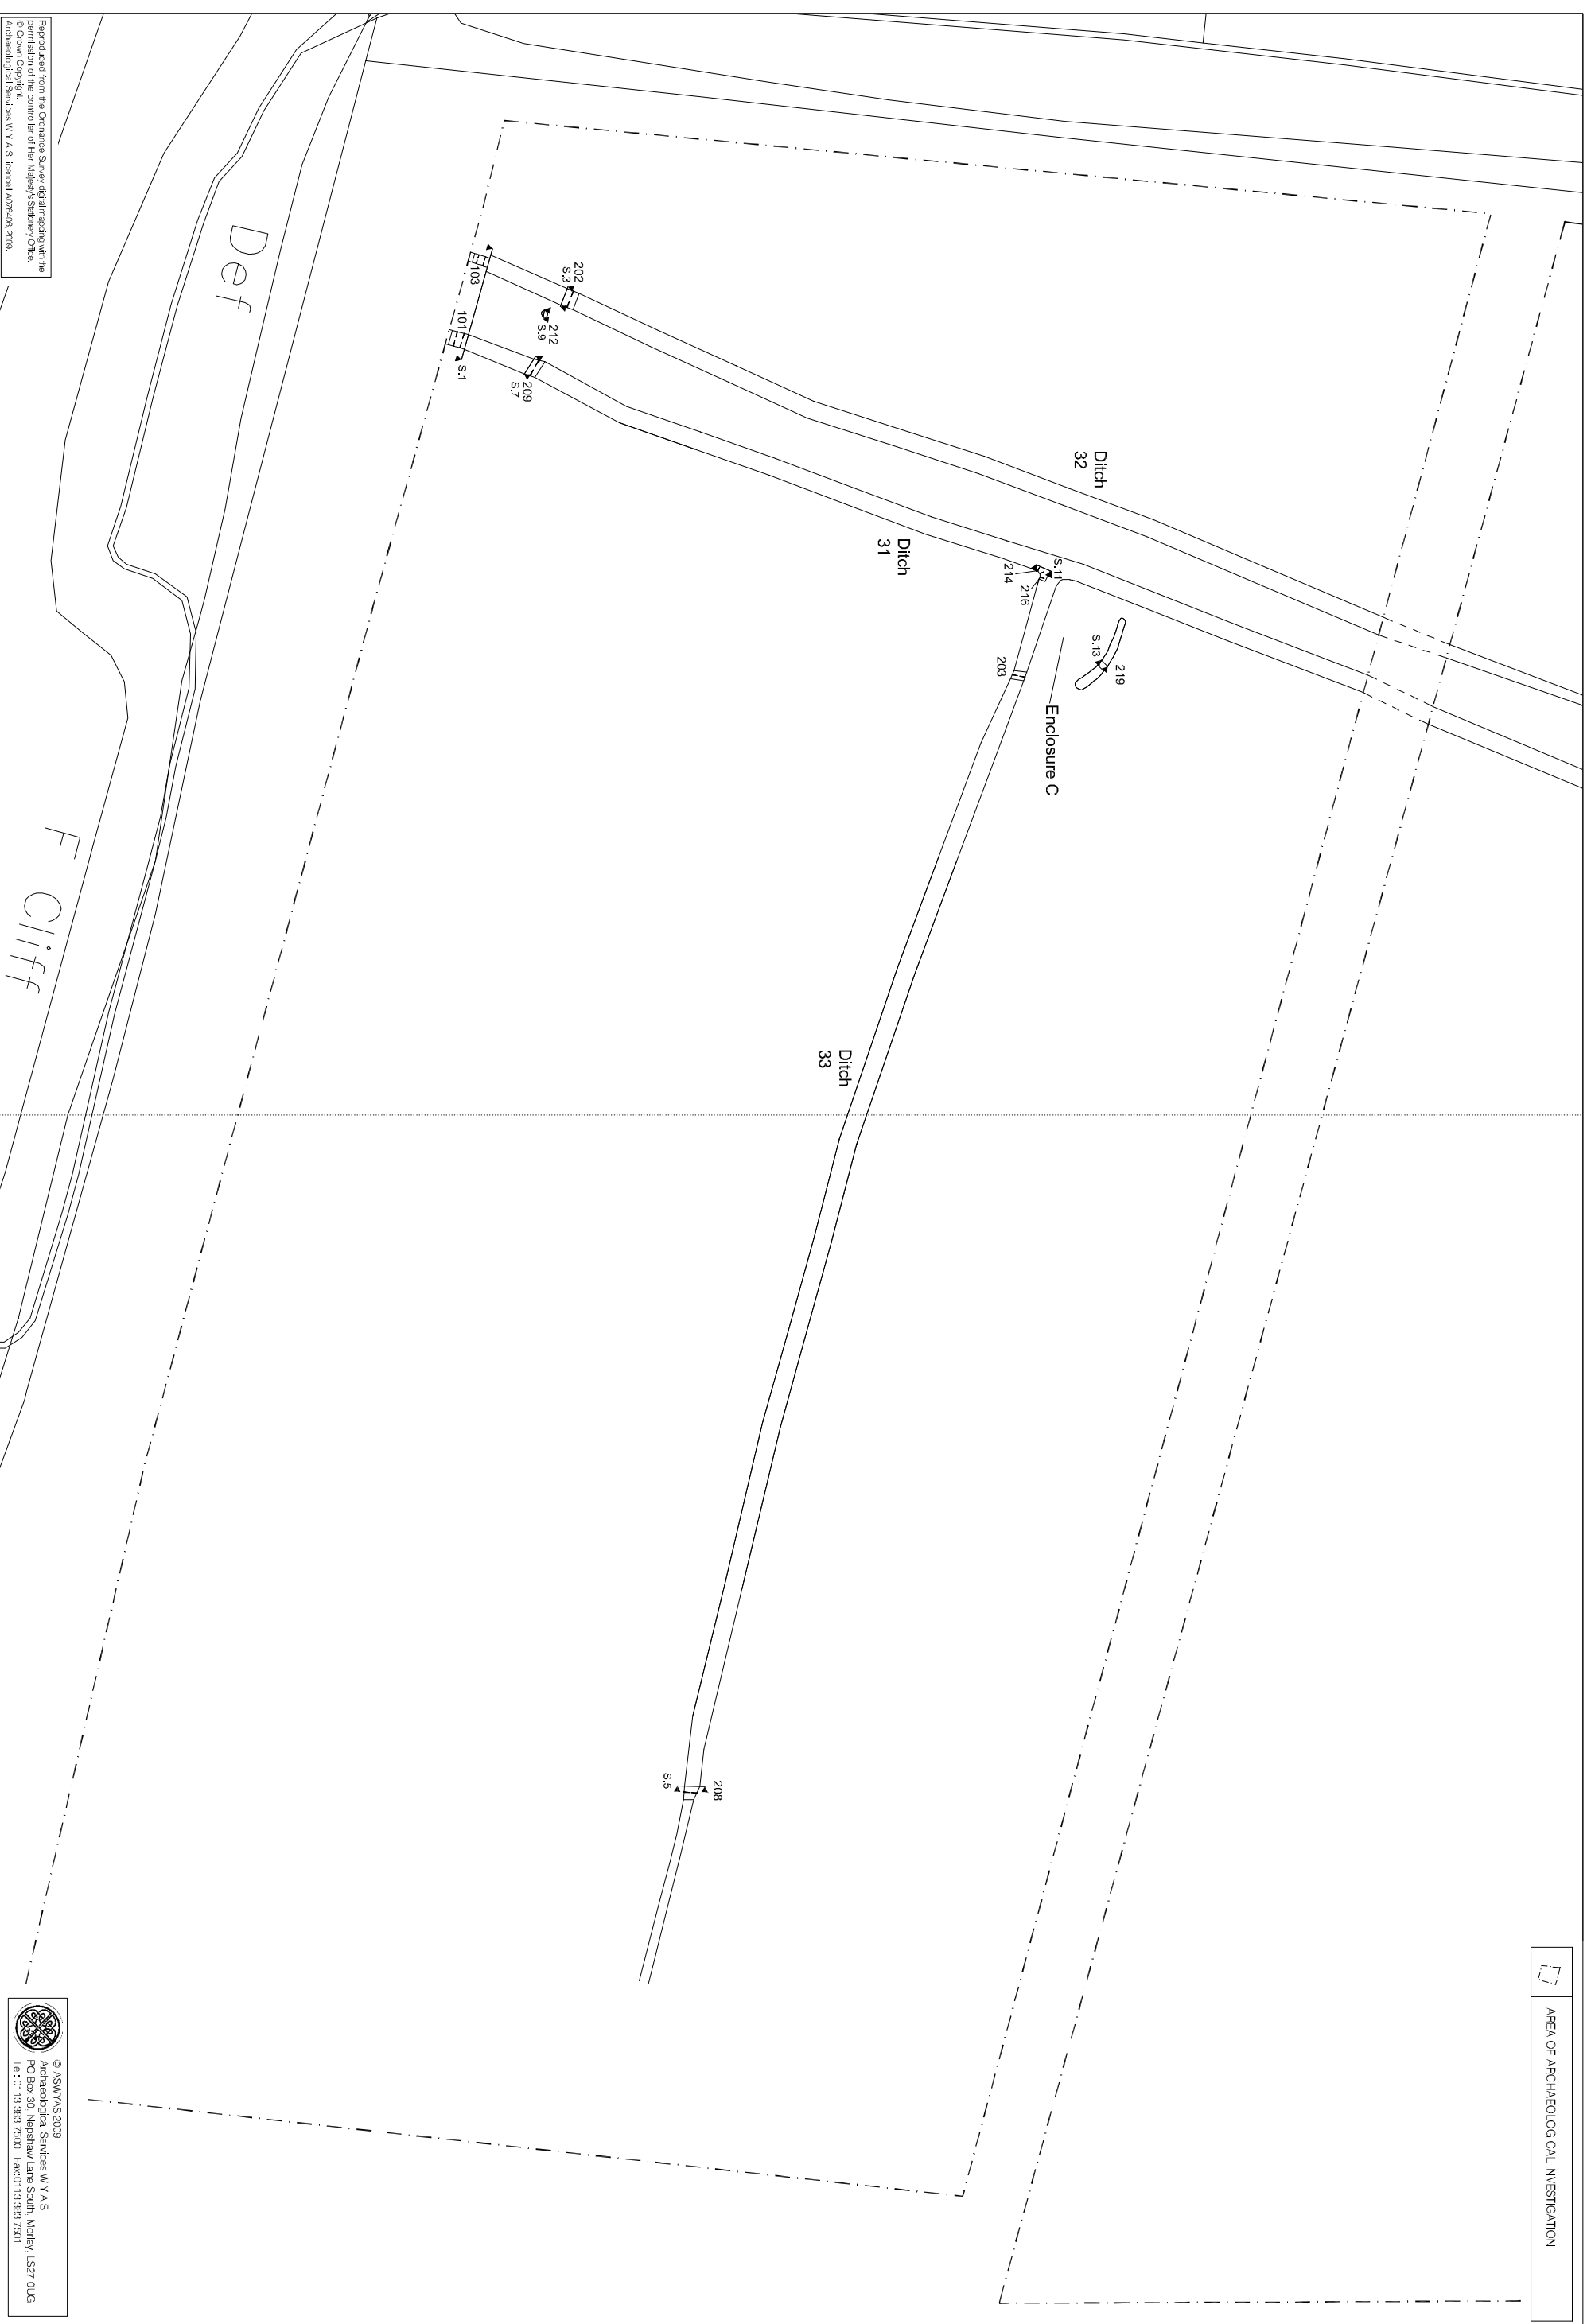 AREA OF ARCHAEOLOGICAL INVESTIGATION
Ditch
32
S.11
219
S.13
Enclosure C
214
216
203
Ditch
31
Ditch
33
202
S.3
212
S.9
209
S.7
103
101
S.1
208
S.5
Def
F Cliff
Reproduced from the Ordnance Survey digital mapping with the
permission of the controller of Her Majesty's Stationery Office.
© Crown Copyright.
Archaeological Services W Y A S: licence LA076406, 2009.
© ASWYAS 2009.
Archaeological Services W Y A S
PO Box 30, Nepshaw Lane South, Morley, LS27 0UG
Tel: 0113 383 7500 Fax: 0113 383 7501